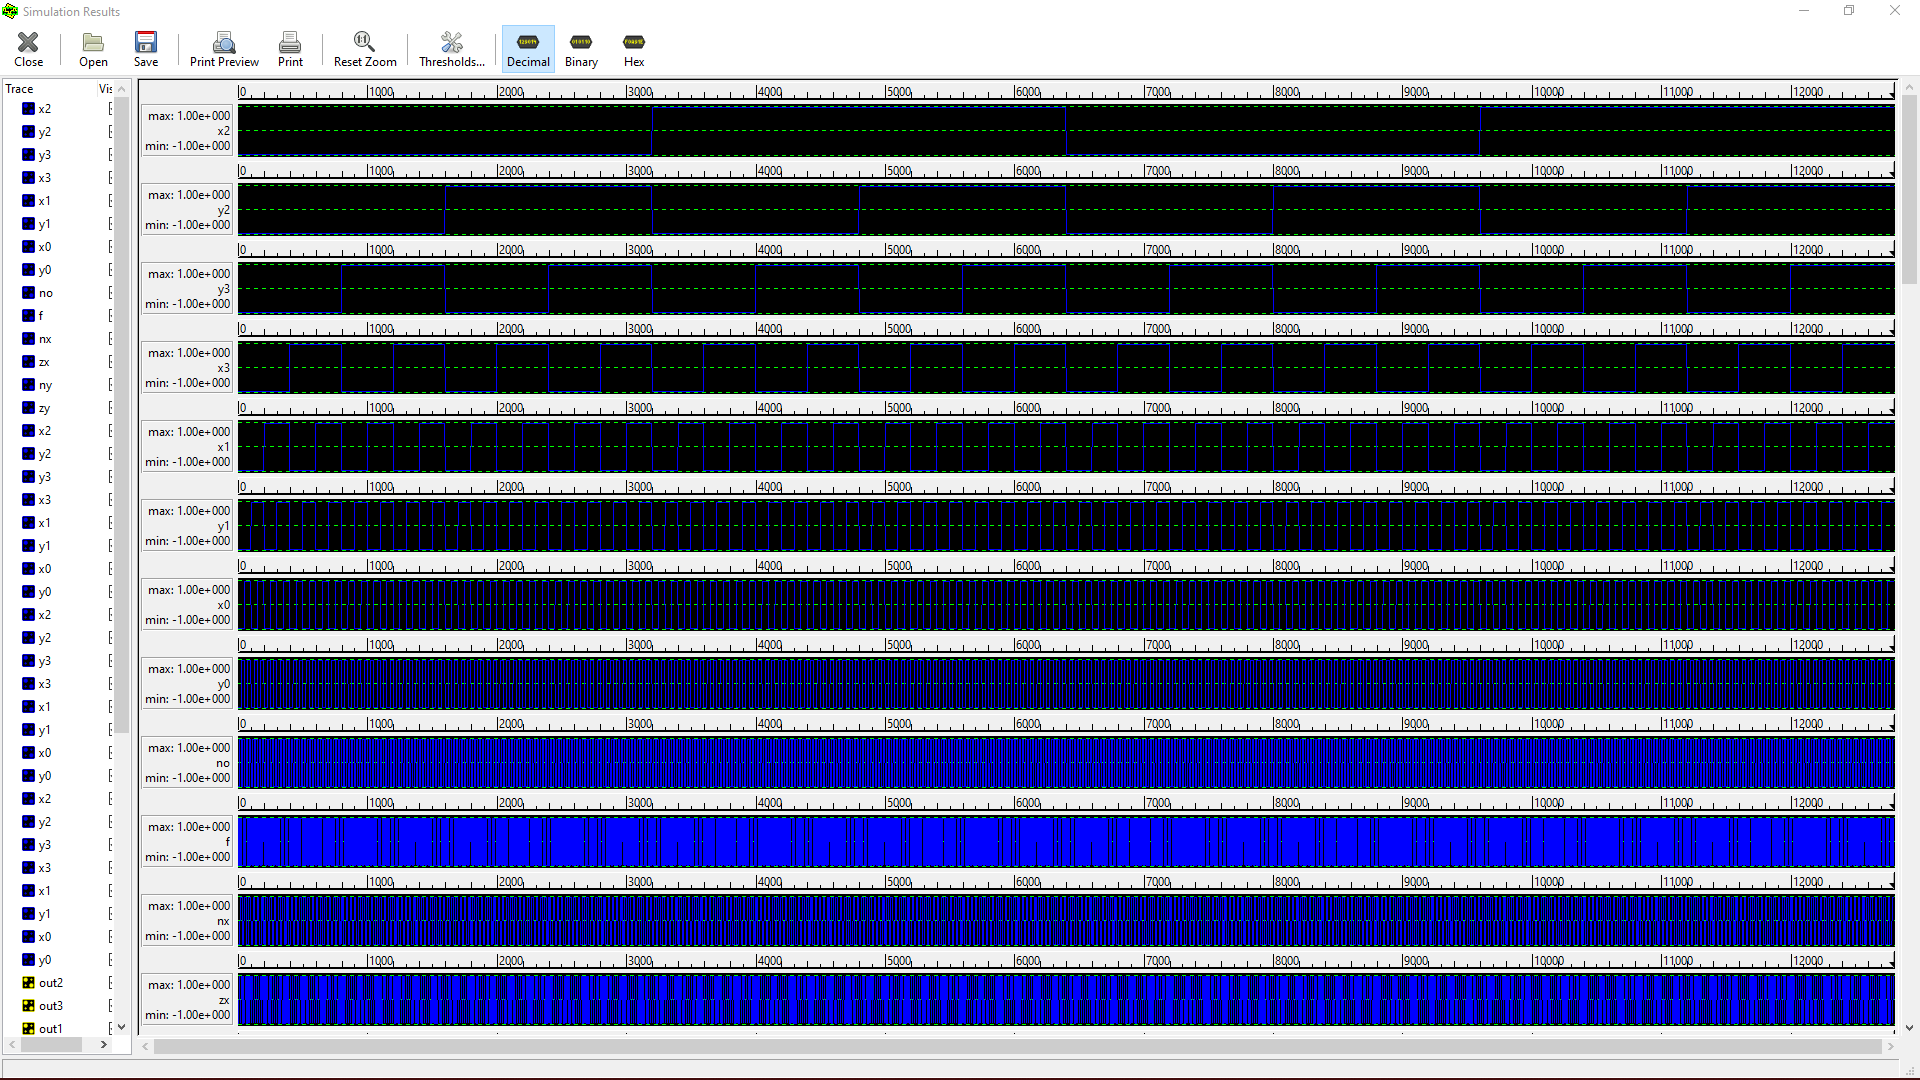 Simulation Results
Close Open Save Print Preview Print Reset Zoom Thresholds... Decimal Binary Hex
Trace Vis
x2
y2
y3
x3
x1
y1
x0
y0
no
f
nx
zx
ny
zy
x2
y2
y3
x3
x1
y1
x0
y0
x2
y2
y3
x3
x1
y1
x0
y0
x2
y2
y3
x3
x1
y1
x0
y0
out2
out3
out1
0 1000 2000 3000 4000 5000 6000 7000 8000 9000 10000 11000 12000
max: 1.00e+000
x2
min: -1.00e+000
0 1000 2000 3000 4000 5000 6000 7000 8000 9000 10000 11000 12000
max: 1.00e+000
y2
min: -1.00e+000
0 1000 2000 3000 4000 5000 6000 7000 8000 9000 10000 11000 12000
max: 1.00e+000
y3
min: -1.00e+000
0 1000 2000 3000 4000 5000 6000 7000 8000 9000 10000 11000 12000
max: 1.00e+000
x3
min: -1.00e+000
0 1000 2000 3000 4000 5000 6000 7000 8000 9000 10000 11000 12000
max: 1.00e+000
x1
min: -1.00e+000
0 1000 2000 3000 4000 5000 6000 7000 8000 9000 10000 11000 12000
max: 1.00e+000
y1
min: -1.00e+000
0 1000 2000 3000 4000 5000 6000 7000 8000 9000 10000 11000 12000
max: 1.00e+000
x0
min: -1.00e+000
0 1000 2000 3000 4000 5000 6000 7000 8000 9000 10000 11000 12000
max: 1.00e+000
y0
min: -1.00e+000
0 1000 2000 3000 4000 5000 6000 7000 8000 9000 10000 11000 12000
max: 1.00e+000
no
min: -1.00e+000
0 1000 2000 3000 4000 5000 6000 7000 8000 9000 10000 11000 12000
max: 1.00e+000
f
min: -1.00e+000
0 1000 2000 3000 4000 5000 6000 7000 8000 9000 10000 11000 12000
max: 1.00e+000
nx
min: -1.00e+000
0 1000 2000 3000 4000 5000 6000 7000 8000 9000 10000 11000 12000
max: 1.00e+000
zx
min: -1.00e+000